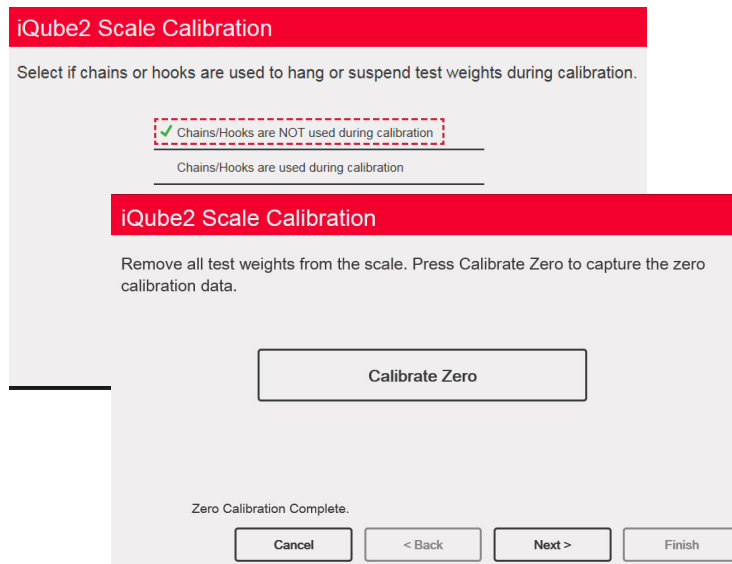 iQube2 Scale Calibration
Select if chains or hooks are used to hang or suspend test weights during calibration.
Chains/Hooks are NOT used during calibration
Chains/Hooks are used during calibration
iQube2 Scale Calibration
Remove all test weights from the scale. Press Calibrate Zero to capture the zero
calibration data.
Calibrate Zero
Zero Calibration Complete.
Cancel
< Back
Next >
Finish